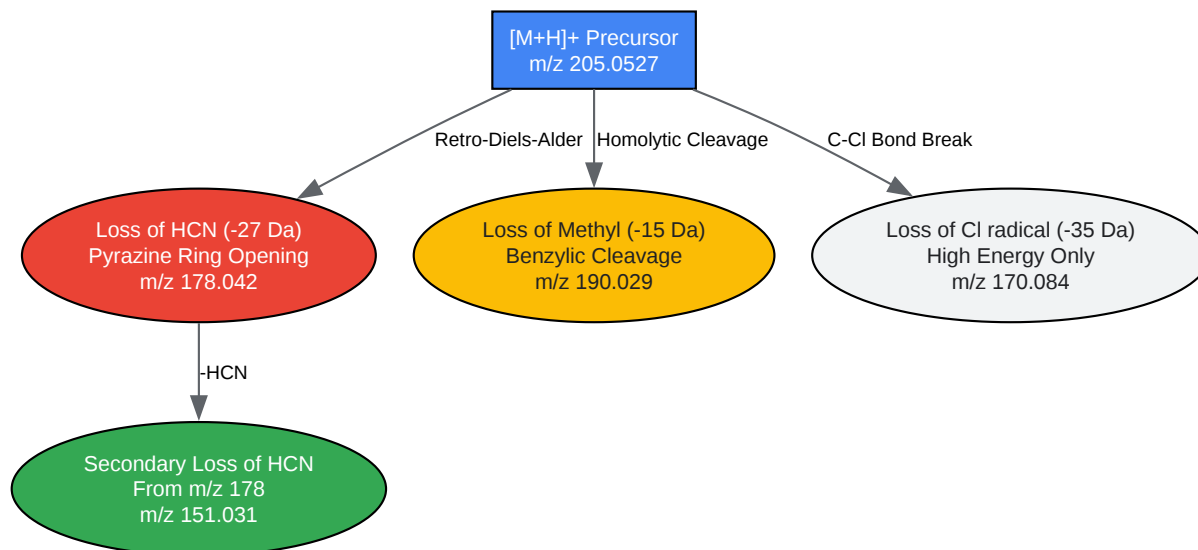 [M+H]+ Precursor
m/z 205.0527
Retro-Diels-Alder
Homolytic Cleavage
C-Cl Bond Break
Loss of HCN (-27 Da)
Pyrazine Ring Opening
m/z 178.042
Loss of Methyl (-15 Da)
Benzylic Cleavage
m/z 190.029
Loss of Cl radical (-35 Da)
High Energy Only
m/z 170.084
-HCN
Secondary Loss of HCN
From m/z 178
m/z 151.031